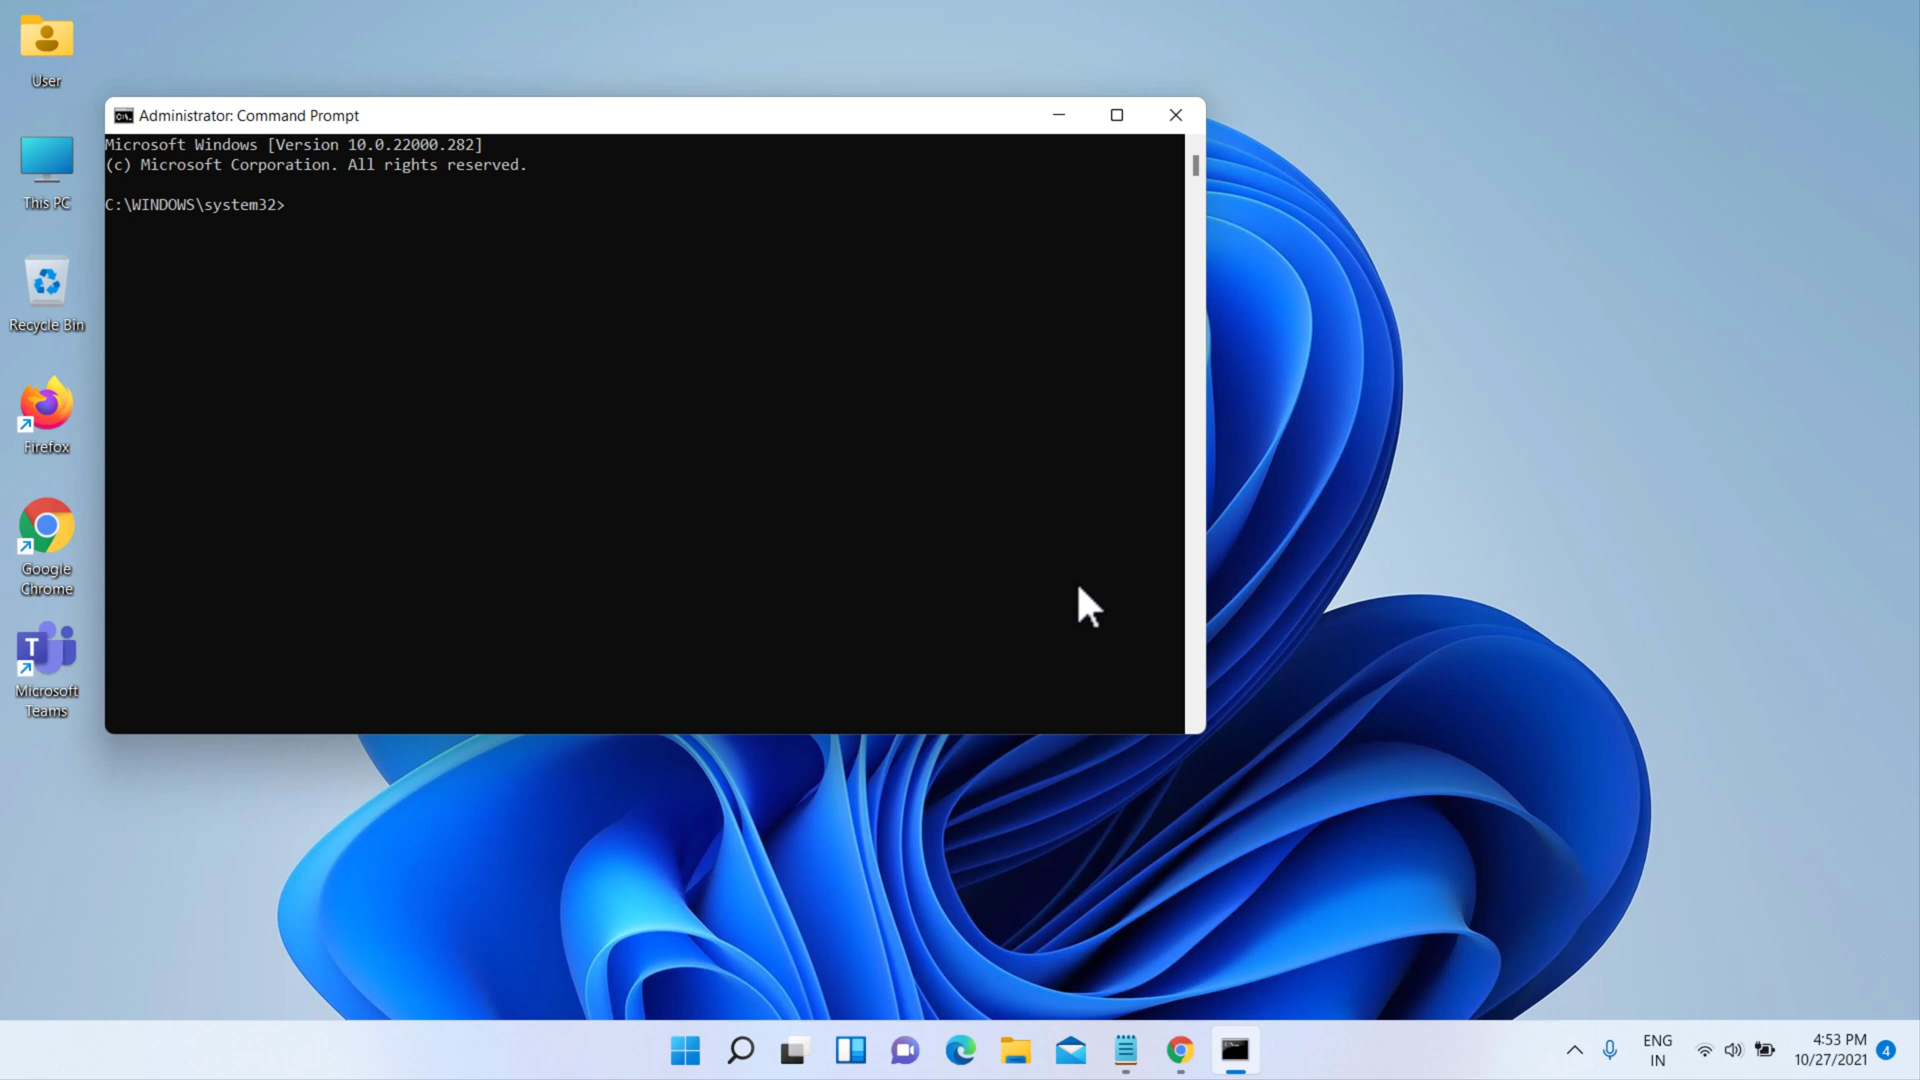 User
This PC
Recycle Bin
Firefox
Google
Chrome
T
Microsoft
Teams
C:\.
Administrator: Command Prompt
Microsoft Windows [Version 10.0.22000.282]
(c) Microsoft Corporation. All rights reserved.
C:\WINDOWS\system32>
ENG
IN
4:53 PM
10/27/2021
4